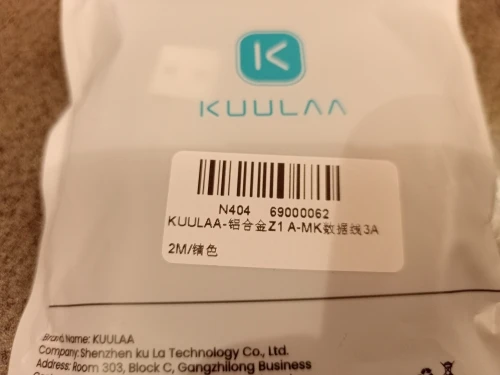 K
KUULAA
N404 69000062
KUULAA-铝合金Z1 A-MK数据线3A
2M/锖色
Brand Name: KUULAA
Company:Shenzhen ku La Technology Co., Ltd.
Address: Room 303, Block C, Gangzhilong Business